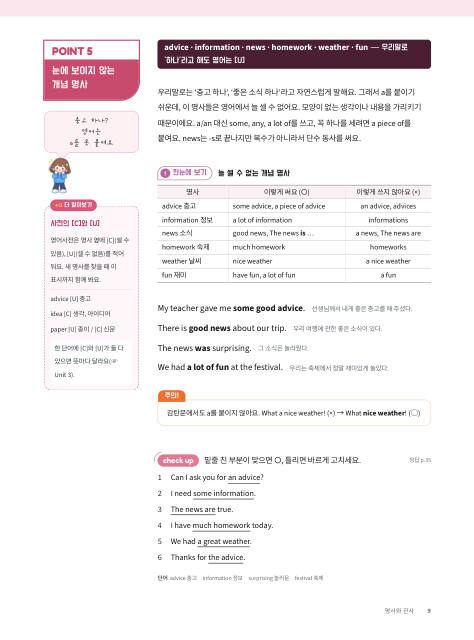 POINT 5
눈에 보이지 않는
개념 명사
충고 하나?
영어는
a를 못 붙여요
+α 더 알아보기
사전의 [C]와 [U]
영어사전은 명사 옆에 [C](셀 수
있음), [U](셀 수 없음)를 적어
둬요. 새 명사를 찾을 때 이
표시까지 함께 봐요.
advice [U] 충고
idea [C] 생각, 아이디어
paper [U] 종이 / [C] 신문
한 단어에 [C]와 [U]가 둘 다
있으면 뜻마다 달라요(☞
Unit 3).
advice · information · news · homework · weather · fun — 우리말로
'하나'라고 해도 영어는 [U]
우리말로는 '충고 하나', '좋은 소식 하나'라고 자연스럽게 말해요. 그래서 a를 붙이기
쉬운데, 이 명사들은 영어에서 늘 셀 수 없어요. 모양이 없는 생각이나 내용을 가리키기
때문이에요. a/an 대신 some, any, a lot of를 쓰고, 꼭 하나를 세려면 a piece of를
붙여요. news는 -s로 끝나지만 복수가 아니라서 단수 동사를 써요.
한눈에 보기 늘 셀 수 없는 개념 명사
명사 이렇게 써요 (○) 이렇게 쓰지 않아요 (×)
advice 충고 some advice, a piece of advice an advice, advices
information 정보 a lot of information informations
news 소식 good news, The news is … a news, The news are
homework 숙제 much homework homeworks
weather 날씨 nice weather a nice weather
fun 재미 have fun, a lot of fun a fun
My teacher gave me some good advice. 선생님께서 내게 좋은 충고를 해 주셨다.
There is good news about our trip. 우리 여행에 관한 좋은 소식이 있다.
The news was surprising. 그 소식은 놀라웠다.
We had a lot of fun at the festival. 우리는 축제에서 정말 재미있게 놀았다.
주의!
감탄문에서도 a를 붙이지 않아요. What a nice weather! (×) → What nice weather! (○)
check up 밑줄 친 부분이 맞으면 ○, 틀리면 바르게 고치세요. 정답 p.35
1 Can I ask you for an advice?
2 I need some information.
3 The news are true.
4 I have much homework today.
5 We had a great weather.
6 Thanks for the advice.
단어 advice 충고 information 정보 surprising 놀라운 festival 축제
명사와 관사 9